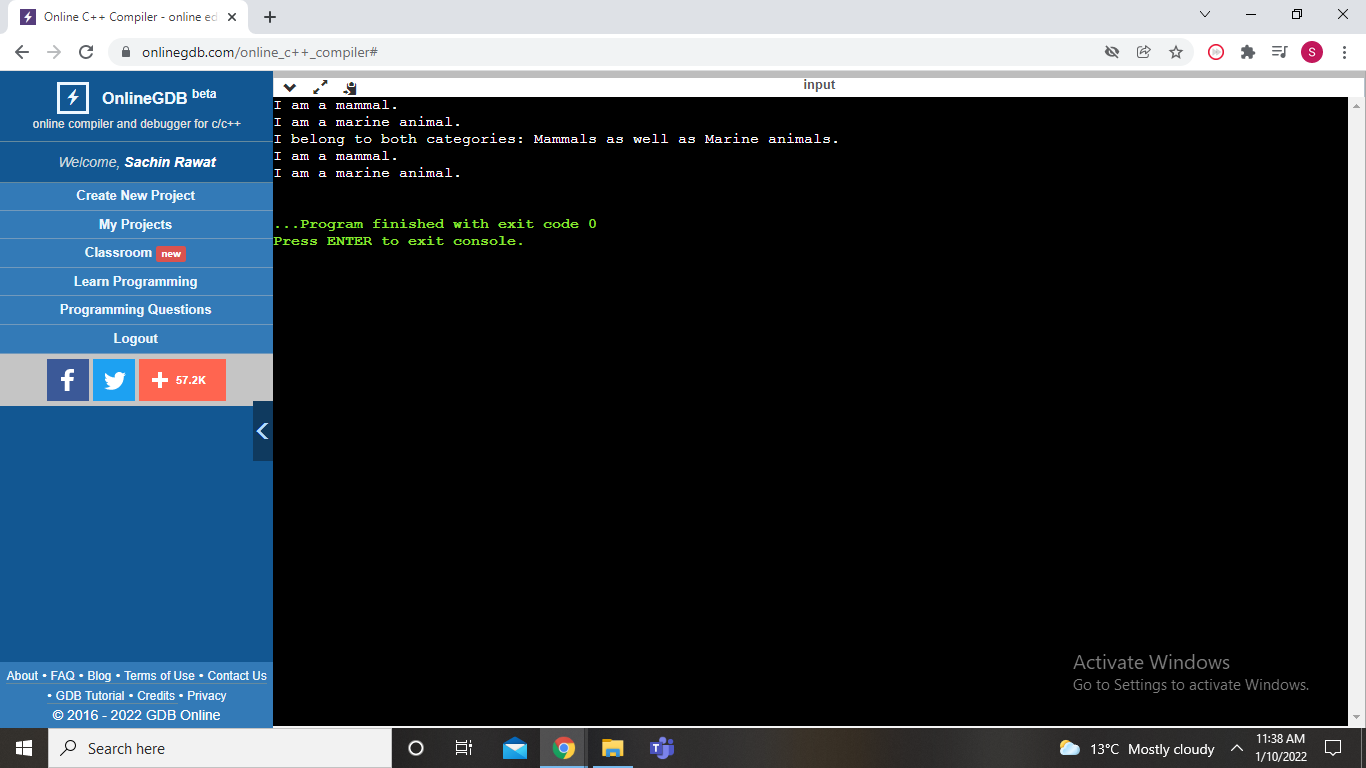 Online C++ Compiler - online ed
onlinegdb.com/online_c++_compiler#
S
OnlineGDB beta
online compiler and debugger for c/c++
Welcome, Sachin Rawat
Create New Project
My Projects
Classroom new
Learn Programming
Programming Questions
Logout
57.2K
About • FAQ • Blog • Terms of Use • Contact Us
• GDB Tutorial • Credits • Privacy
© 2016 - 2022 GDB Online
input
I am a mammal.
I am a marine animal.
I belong to both categories: Mammals as well as Marine animals.
I am a mammal.
I am a marine animal.
...Program finished with exit code 0
Press ENTER to exit console.
Activate Windows
Go to Settings to activate Windows.
Search here
13°C Mostly cloudy
11:38 AM
1/10/2022